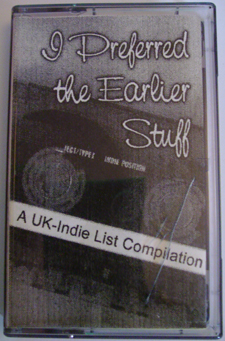 I Preferred
the Earlier
Stuff
A UK-Indie List Compilation